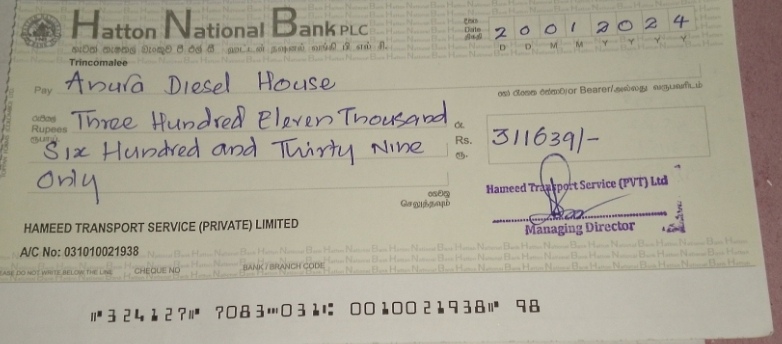 Hatton National Bank PLC
Date
2 0 0 1 2 0 2 4
D D M M Y Y Y Y
Trincomalee
Pay Anura Diesel House
or Bearer/
Rupees Three Hundred Eleven Thousand
Six Hundred and Thirty Nine
Only
Rs. 311639/-
Hameed Transport Service (PVT) Ltd
Managing Director
HAMEED TRANSPORT SERVICE (PRIVATE) LIMITED
A/C No: 031010021938
DO NOT WRITE BELOW THE LINE CHEQUE NO BANK / BRANCH CODE
⑈324127⑈ 7083⑉031⑆ 0010021938⑈ 98